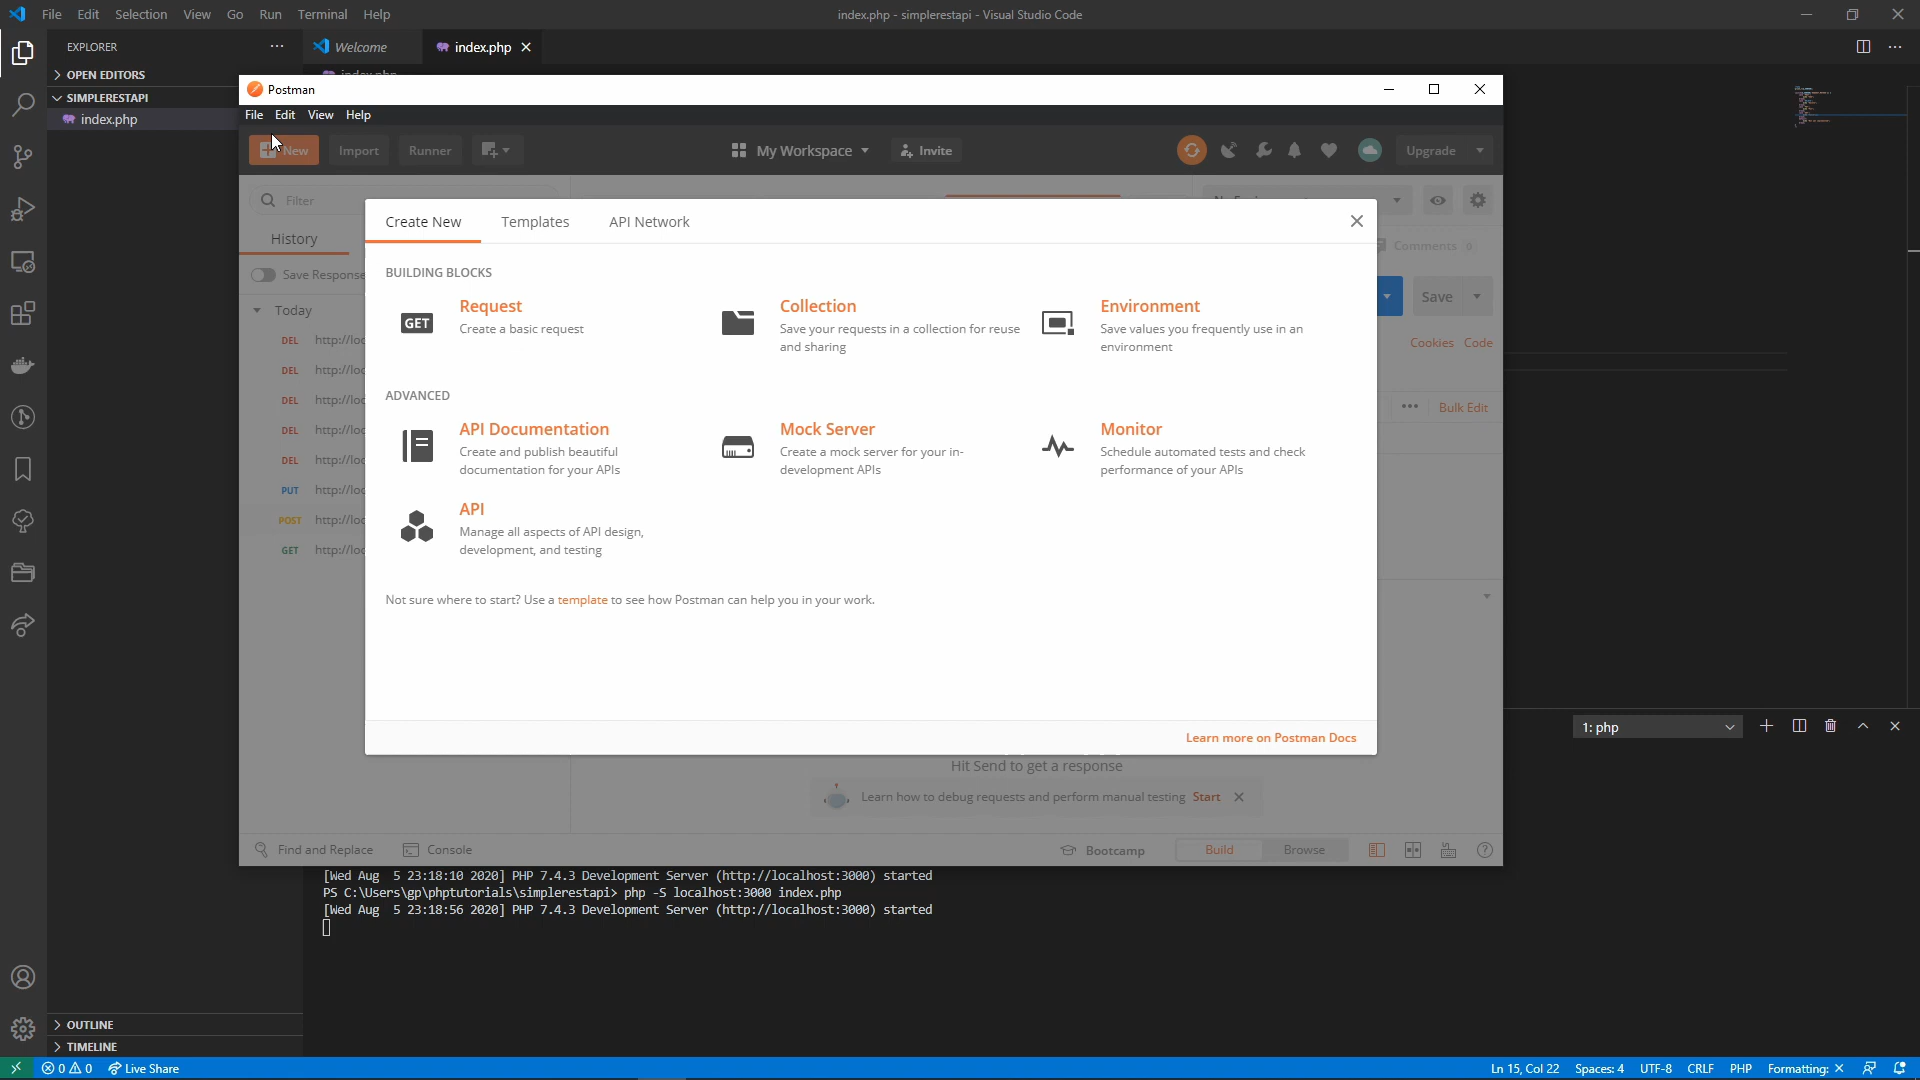 File Edit Selection View Go Run Terminal Help
index.php - simplerestapi - Visual Studio Code
EXPLORER
Welcome
index.php
OPEN EDITORS
SIMPLERESTAPI
index.php
Postman
File Edit View Help
New
Import
Runner
My Workspace
Invite
Upgrade
Filter
History
Save Response
Today
DEL http://loc
DEL http://loc
DEL http://loc
DEL http://loc
DEL http://loc
PUT http://loc
POST http://loc
GET http://loc
Comments 0
Save
Cookies Code
Bulk Edit
Create New
Templates
API Network
BUILDING BLOCKS
GET
Request
Create a basic request
Collection
Save your requests in a collection for reuse
and sharing
Environment
Save values you frequently use in an
environment
ADVANCED
API Documentation
Create and publish beautiful
documentation for your APIs
Mock Server
Create a mock server for your in-
development APIs
Monitor
Schedule automated tests and check
performance of your APIs
API
Manage all aspects of API design,
development, and testing
Not sure where to start? Use a template to see how Postman can help you in your work.
Learn more on Postman Docs
Hit Send to get a response
Learn how to debug requests and perform manual testing Start
Find and Replace
Console
Bootcamp
Build
Browse
1: php
[Wed Aug  5 23:18:10 2020] PHP 7.4.3 Development Server (http://localhost:3000) started
PS C:\Users\gp\phptutorials\simplerestapi> php -S localhost:3000 index.php
[Wed Aug  5 23:18:56 2020] PHP 7.4.3 Development Server (http://localhost:3000) started
OUTLINE
TIMELINE
0 0 Live Share
Ln 15, Col 22 Spaces: 4 UTF-8 CRLF PHP Formatting: ✕